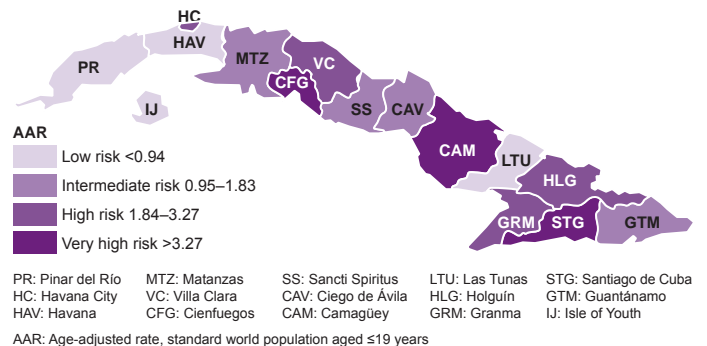 HC
HAV
PR
MTZ
VC
CFG
IJ
SS
CAV
AAR
Low risk <0.94
Intermediate risk 0.95–1.83
High risk 1.84–3.27
Very high risk >3.27
CAM
LTU
HLG
GRM
STG
GTM
PR: Pinar del Río MTZ: Matanzas SS: Sancti Spiritus LTU: Las Tunas STG: Santiago de Cuba
HC: Havana City VC: Villa Clara CAV: Ciego de Ávila HLG: Holguín GTM: Guantánamo
HAV: Havana CFG: Cienfuegos CAM: Camagüey GRM: Granma IJ: Isle of Youth
AAR: Age-adjusted rate, standard world population aged ≤19 years